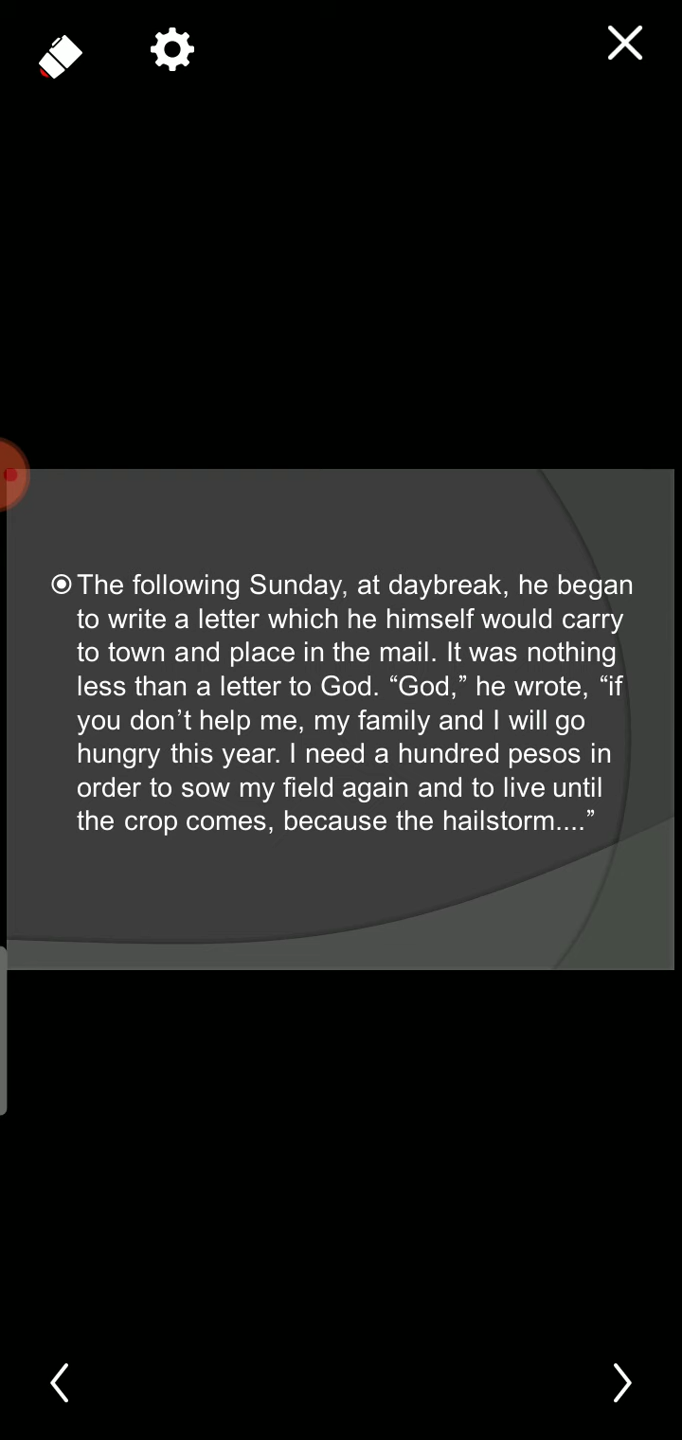 The following Sunday, at daybreak, he began
to write a letter which he himself would carry
to town and place in the mail. It was nothing
less than a letter to God. “God,” he wrote, “if
you don’t help me, my family and I will go
hungry this year. I need a hundred pesos in
order to sow my field again and to live until
the crop comes, because the hailstorm....”